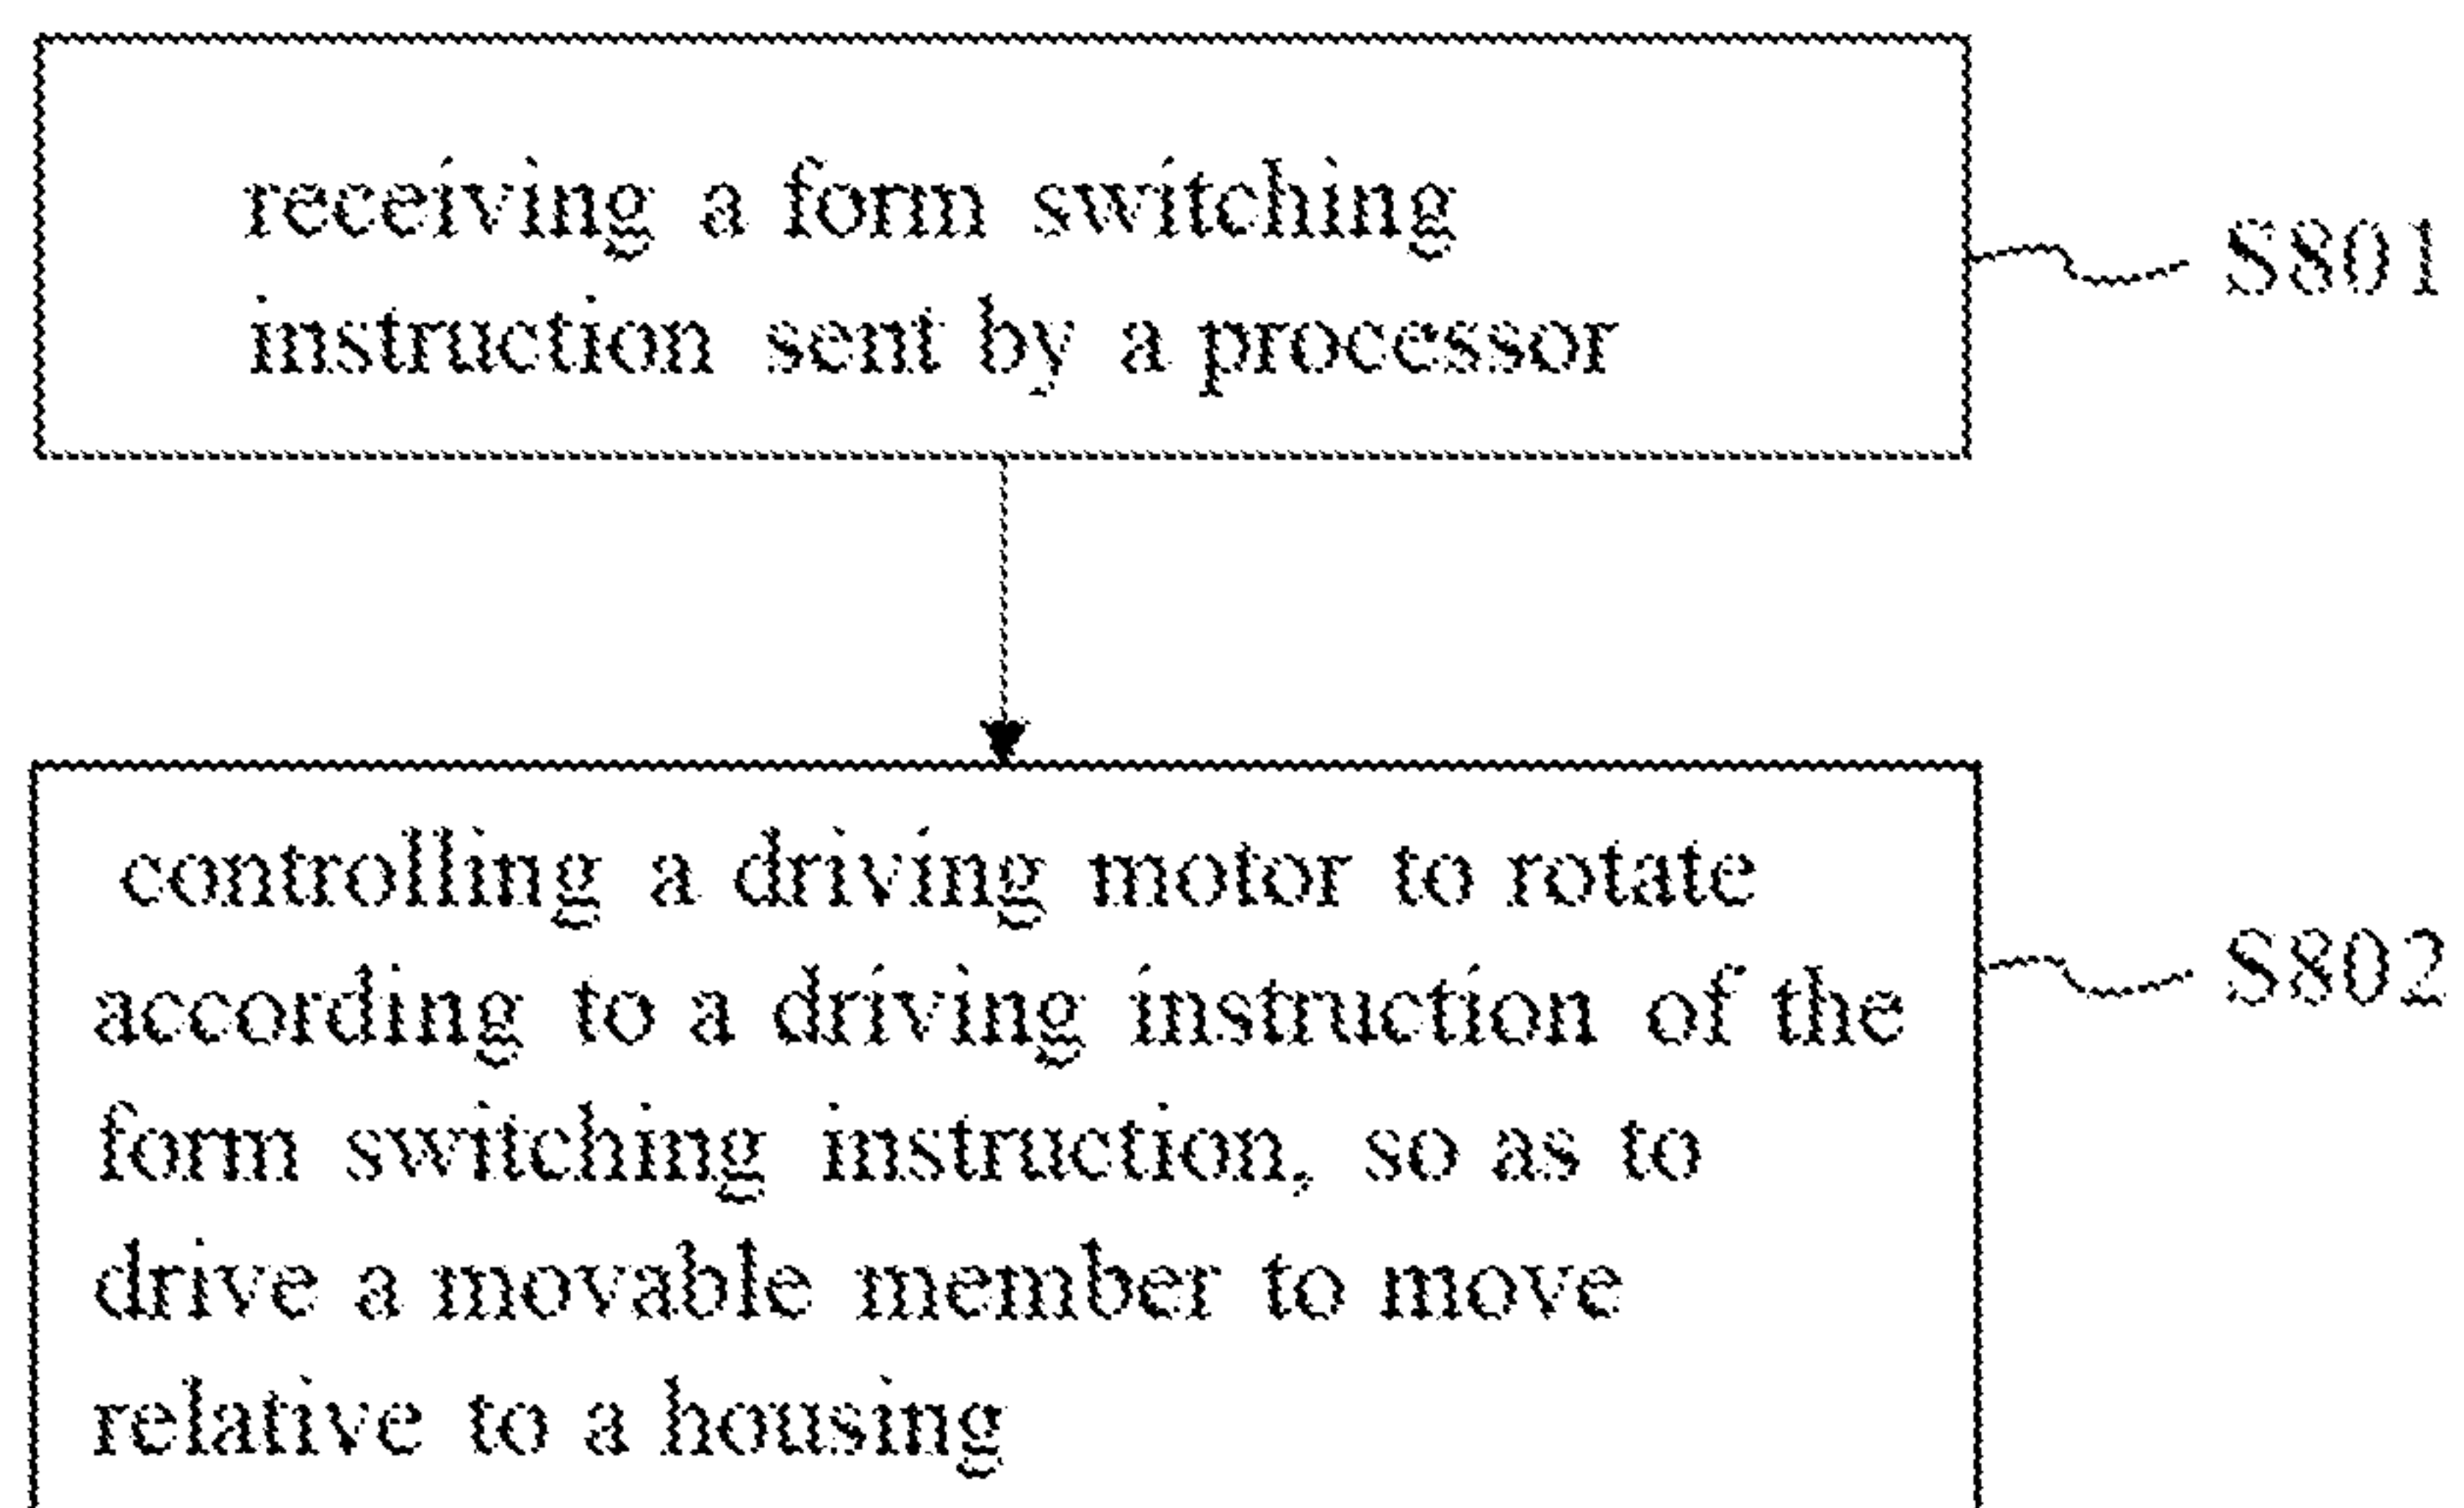 receiving a form switching
instruction sent by a processor
S801
controlling a driving motor to rotate
according to a driving instruction of the
form switching instruction, so as to
drive a movable member to move
relative to a housing
S802